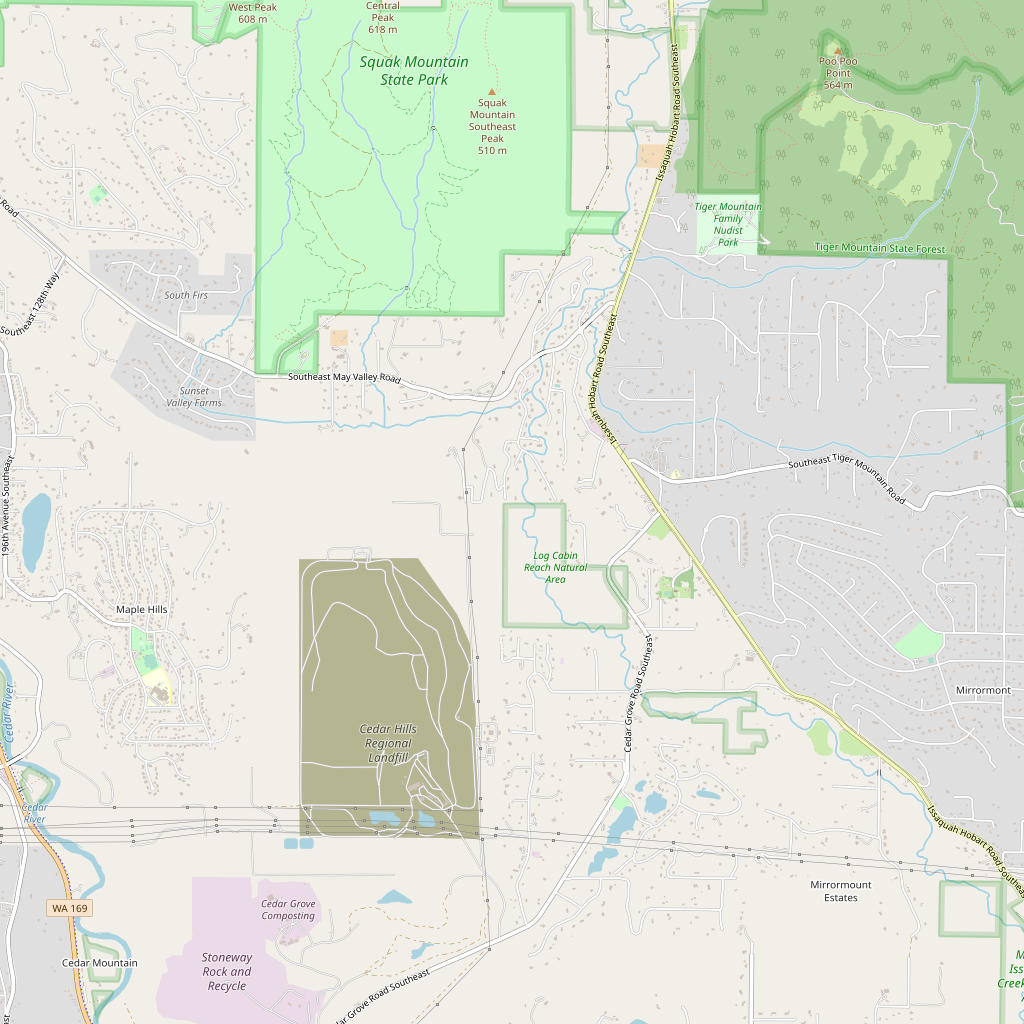 West Peak
608 m
Central
Peak
618 m
Squak Mountain
State Park
Squak
Mountain
Southeast
Peak
510 m
Issaquah Hobart Road Southeast
Poo Poo
Point
564 m
Tiger Mountain
Family
Nudist
Park
Tiger Mountain State Forest
Road
Southeast 128th Way
South Firs
Southeast May Valley Road
Sunset
Valley Farms
Issaquah Hobart Road Southeast
Southeast Tiger Mountain Road
196th Avenue Southeast
Log Cabin
Reach Natural
Area
Maple Hills
Cedar Grove Road Southeast
Mirrormont
Cedar River
Cedar Hills
Regional
Landfill
Cedar
River
Issaquah Hobart Road Southeast
Mirrormount
Estates
WA 169
Cedar Grove
Composting
Stoneway
Rock and
Recycle
Cedar Mountain
dar Grove Road Southeast
M
Iss
Creek